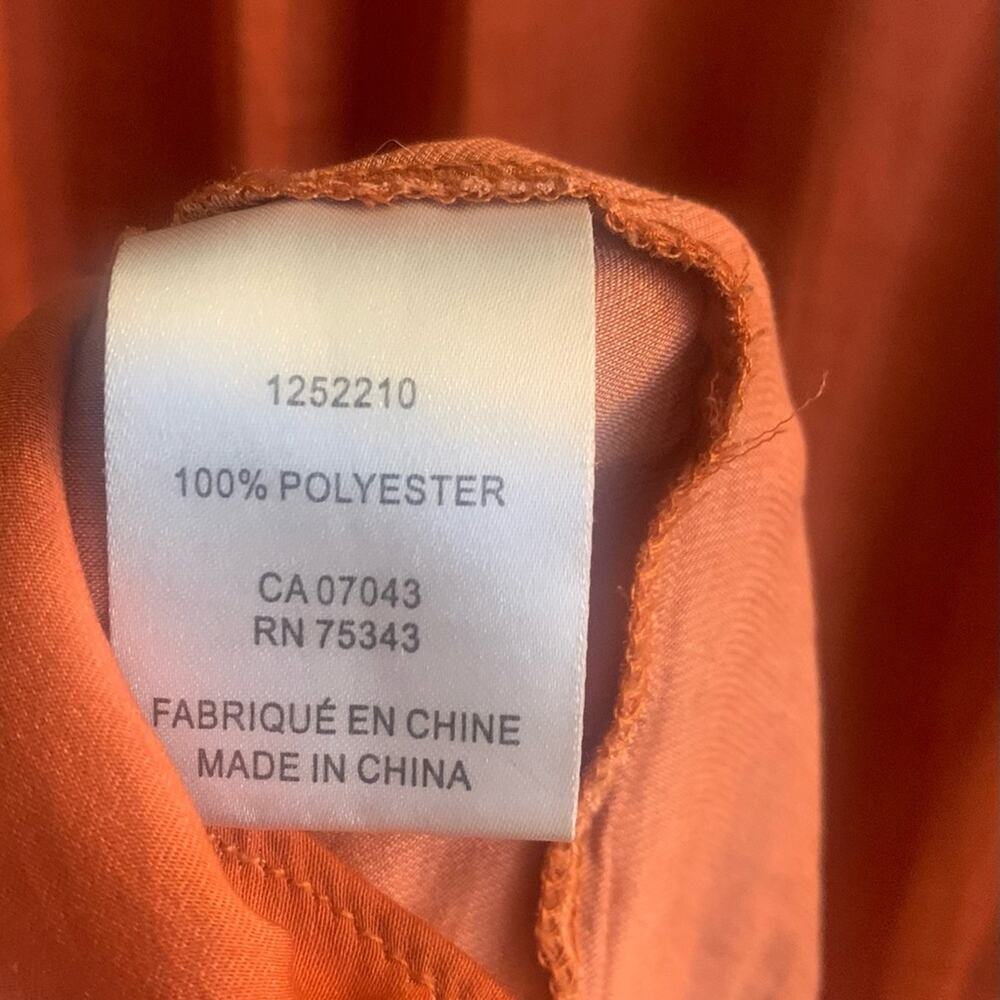 1252210
100% POLYESTER
CA 07043
RN 75343
FABRIQUÉ EN CHINE
MADE IN CHINA